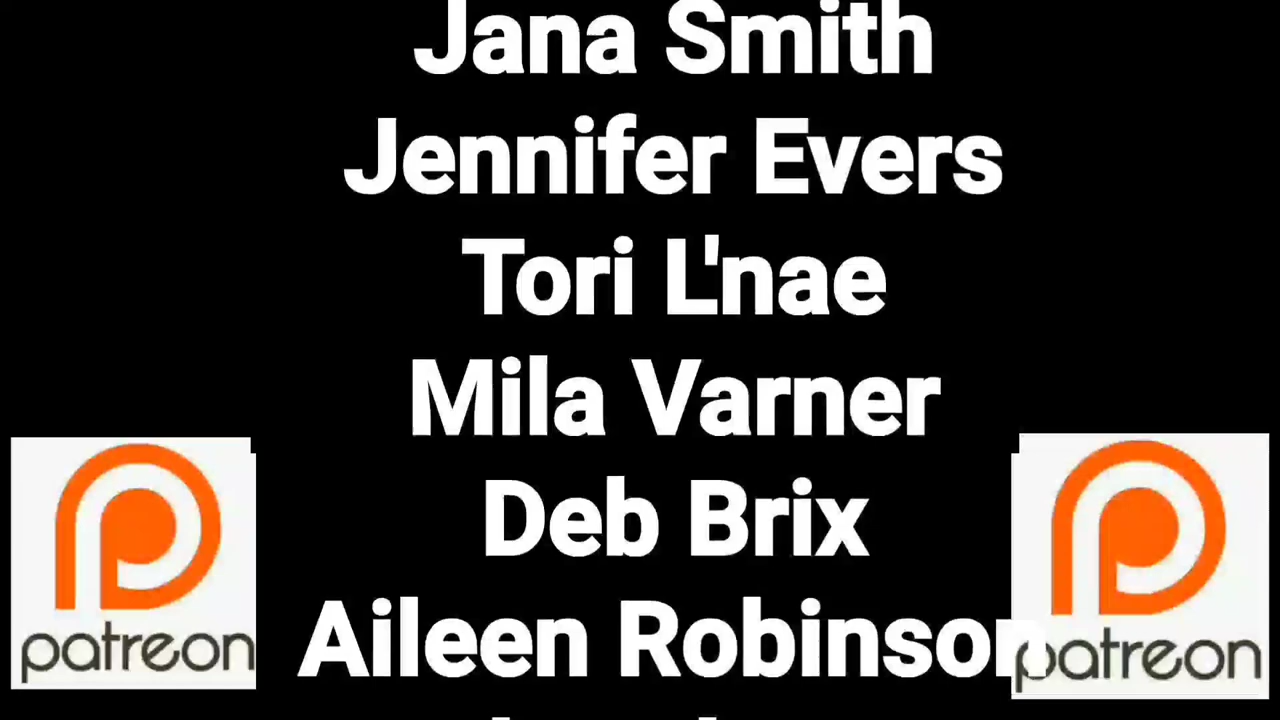 Jana Smith
Jennifer Evers
Tori L'nae
Mila Varner
Deb Brix
Aileen Robinson
patreon
patreon